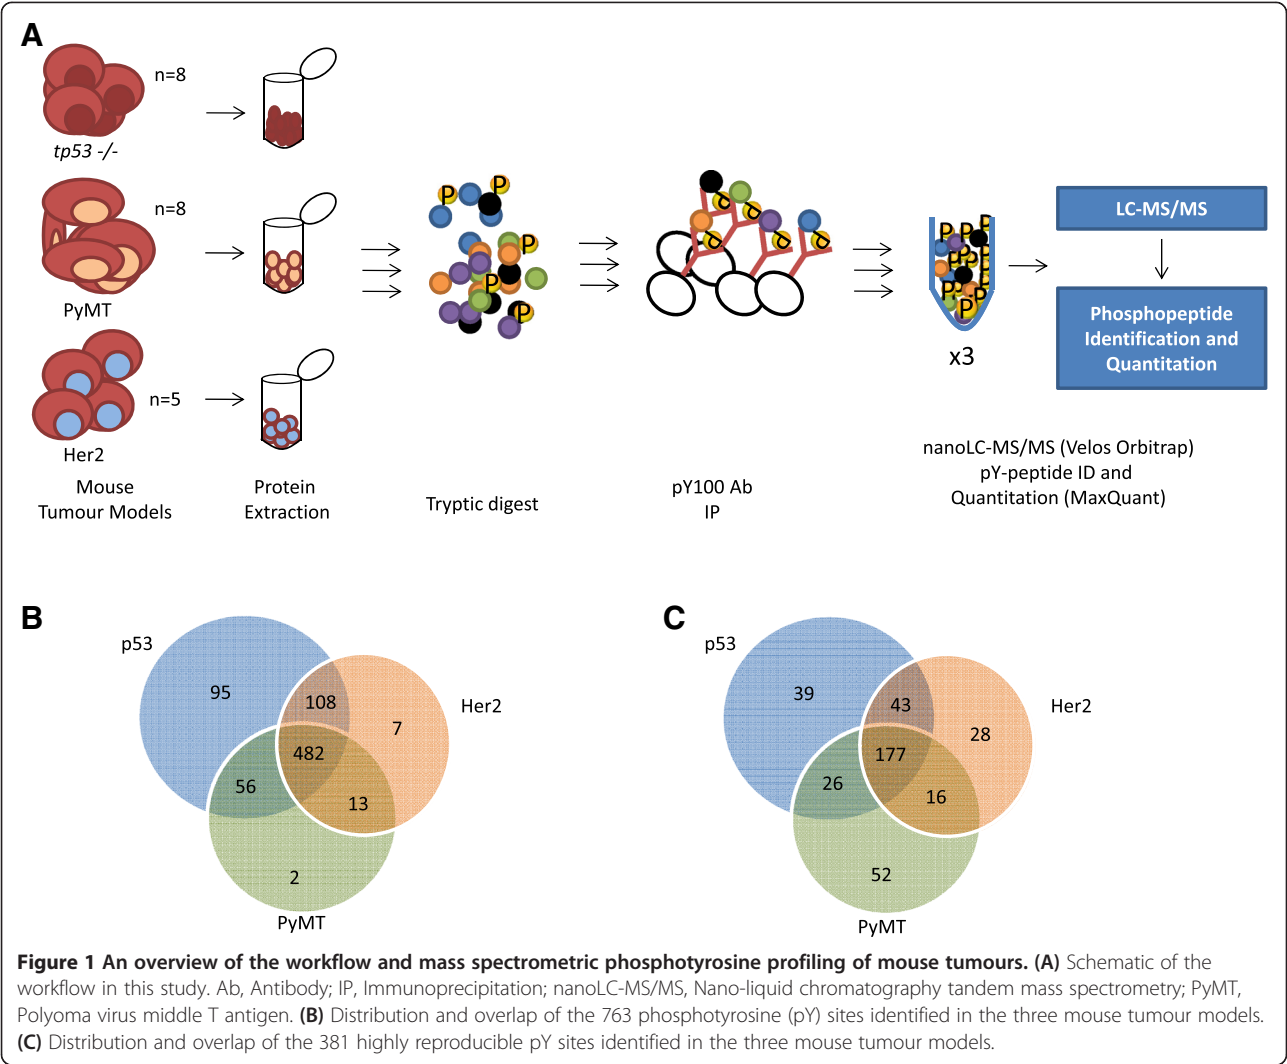 A
n=8
tp53 -/-
n=8
PyMT
n=5
Her2
Mouse
Tumour Models
Protein
Extraction
P
P
P
P
P
Tryptic digest
P
P
P
P
pY100 Ab
IP
P P P
P
P P
P P
P
x3
LC-MS/MS
Phosphopeptide
Identification and
Quantitation
nanoLC-MS/MS (Velos Orbitrap)
pY-peptide ID and
Quantitation (MaxQuant)
B
p53
95
108
Her2
7
482
56
13
2
PyMT
C
p53
39
43
Her2
28
177
26
16
52
PyMT
Figure 1 An overview of the workflow and mass spectrometric phosphotyrosine profiling of mouse tumours. (A) Schematic of the
workflow in this study. Ab, Antibody; IP, Immunoprecipitation; nanoLC-MS/MS, Nano-liquid chromatography tandem mass spectrometry; PyMT,
Polyoma virus middle T antigen. (B) Distribution and overlap of the 763 phosphotyrosine (pY) sites identified in the three mouse tumour models.
(C) Distribution and overlap of the 381 highly reproducible pY sites identified in the three mouse tumour models.